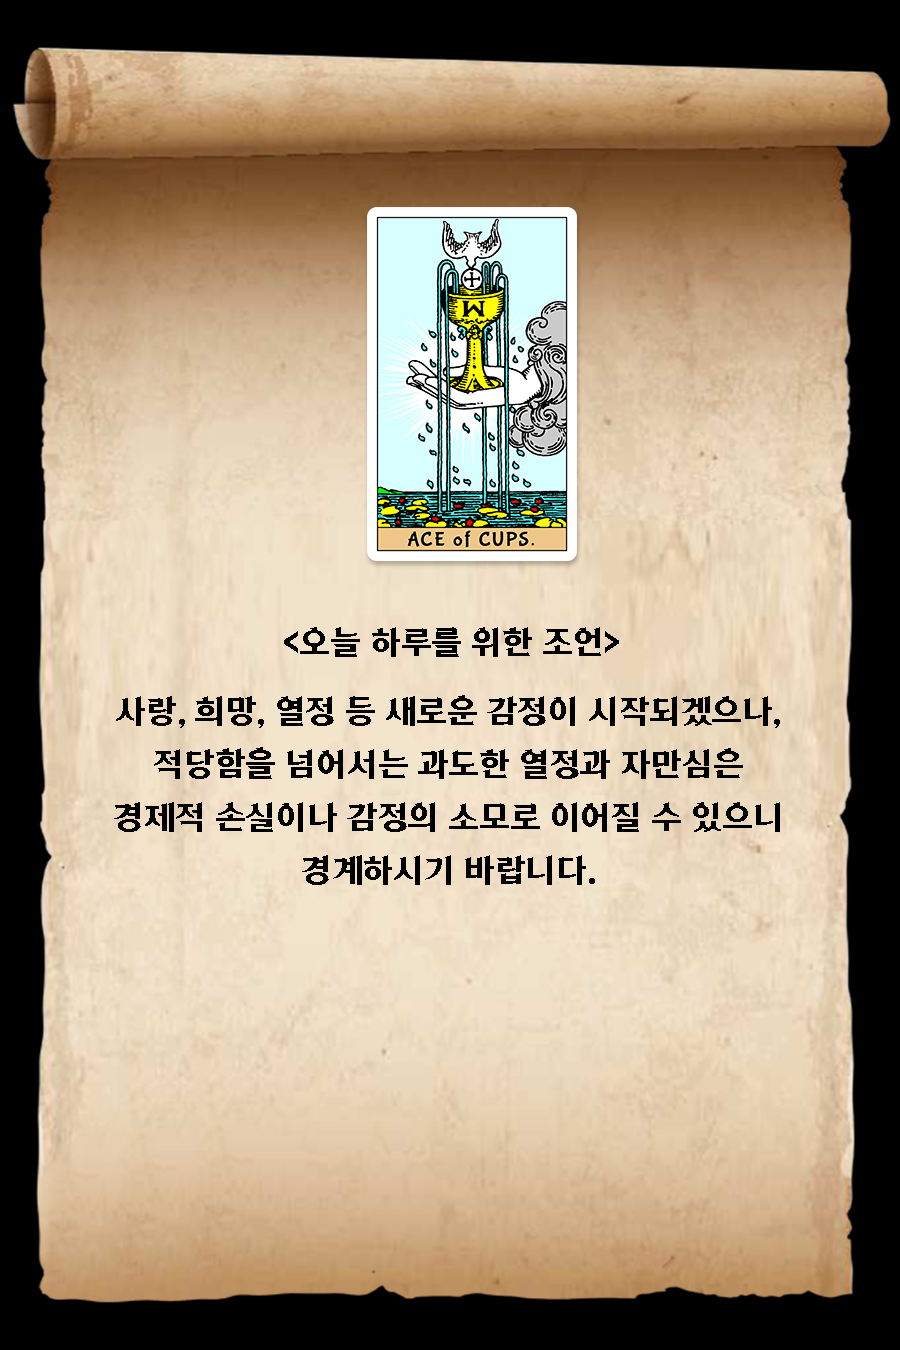 ACE of CUPS.
<오늘 하루를 위한 조언>
사랑, 희망, 열정 등 새로운 감정이 시작되겠으나,
적당함을 넘어서는 과도한 열정과 자만심은
경제적 손실이나 감정의 소모로 이어질 수 있으니
경계하시기 바랍니다.